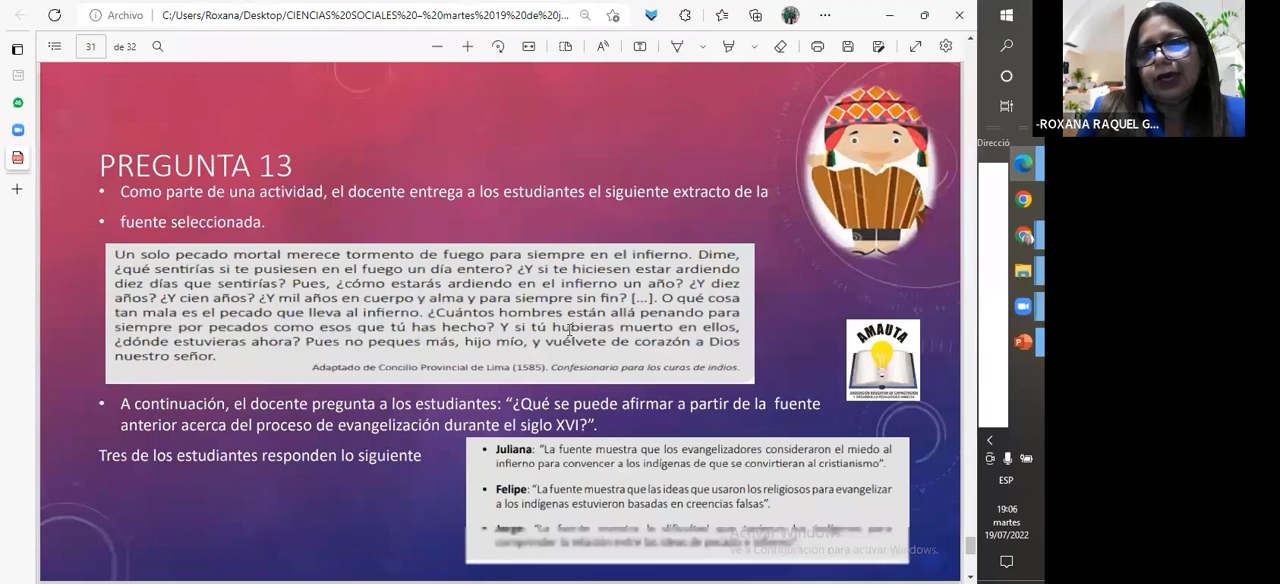 Archivo
C:/Users/Roxana/Desktop/CIENCIAS%20SOCIALES%20–%20martes%2019%20de%20j...
31
de 32
-ROXANA RAQUEL G...
Direcció
PREGUNTA 13
• Como parte de una actividad, el docente entrega a los estudiantes el siguiente extracto de la
• fuente seleccionada.
Un solo pecado mortal merece tormento de fuego para siempre en el infierno. Dime,
¿qué sentirías si te pusiesen en el fuego un día entero? ¿Y si te hiciesen estar ardiendo
diez días que sentirías? Pues, ¿cómo estarás ardiendo en el infierno un año? ¿Y diez
años? ¿Y cien años? ¿Y mil años en cuerpo y alma y para siempre sin fin? [...]. O qué cosa
tan mala es el pecado que lleva al infierno. ¿Cuántos hombres están allá penando para
siempre por pecados como esos que tú has hecho? Y si tú hubieras muerto en ellos,
¿dónde estuvieras ahora? Pues no peques más, hijo mío, y vuélvete de corazón a Dios
nuestro señor.
Adaptado de Concilio Provincial de Lima (1585). Confesionario para los curas de indios.
AMAUTA
• A continuación, el docente pregunta a los estudiantes: “¿Qué se puede afirmar a partir de la fuente
anterior acerca del proceso de evangelización durante el siglo XVI?”.
Tres de los estudiantes responden lo siguiente
• Juliana: “La fuente muestra que los evangelizadores consideraron el miedo al
infierno para convencer a los indígenas de que se convirtieran al cristianismo”.
• Felipe: “La fuente muestra que las ideas que usaron los religiosos para evangelizar
a los indígenas estuvieron basadas en creencias falsas”.
Activar Windows
Ve a Configuración para activar Windows.
ESP
19:06
martes
19/07/2022